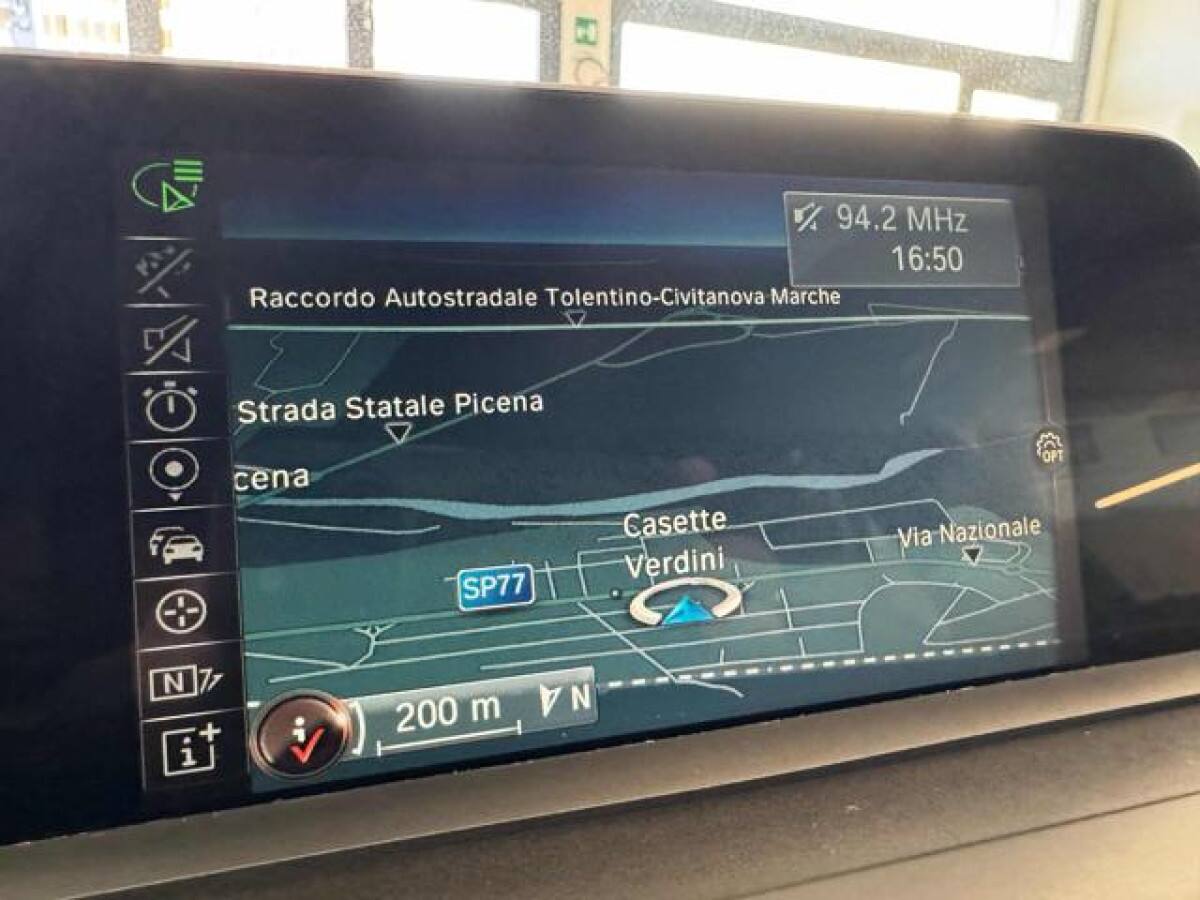 94.2 MHz
16:50
Raccordo Autostradale Tolentino-Civitanova Marche
Strada Statale Picena
cena
OPT
Casette
Verdini
Via Nazionale
SP77
N
200 m
N
i+
i